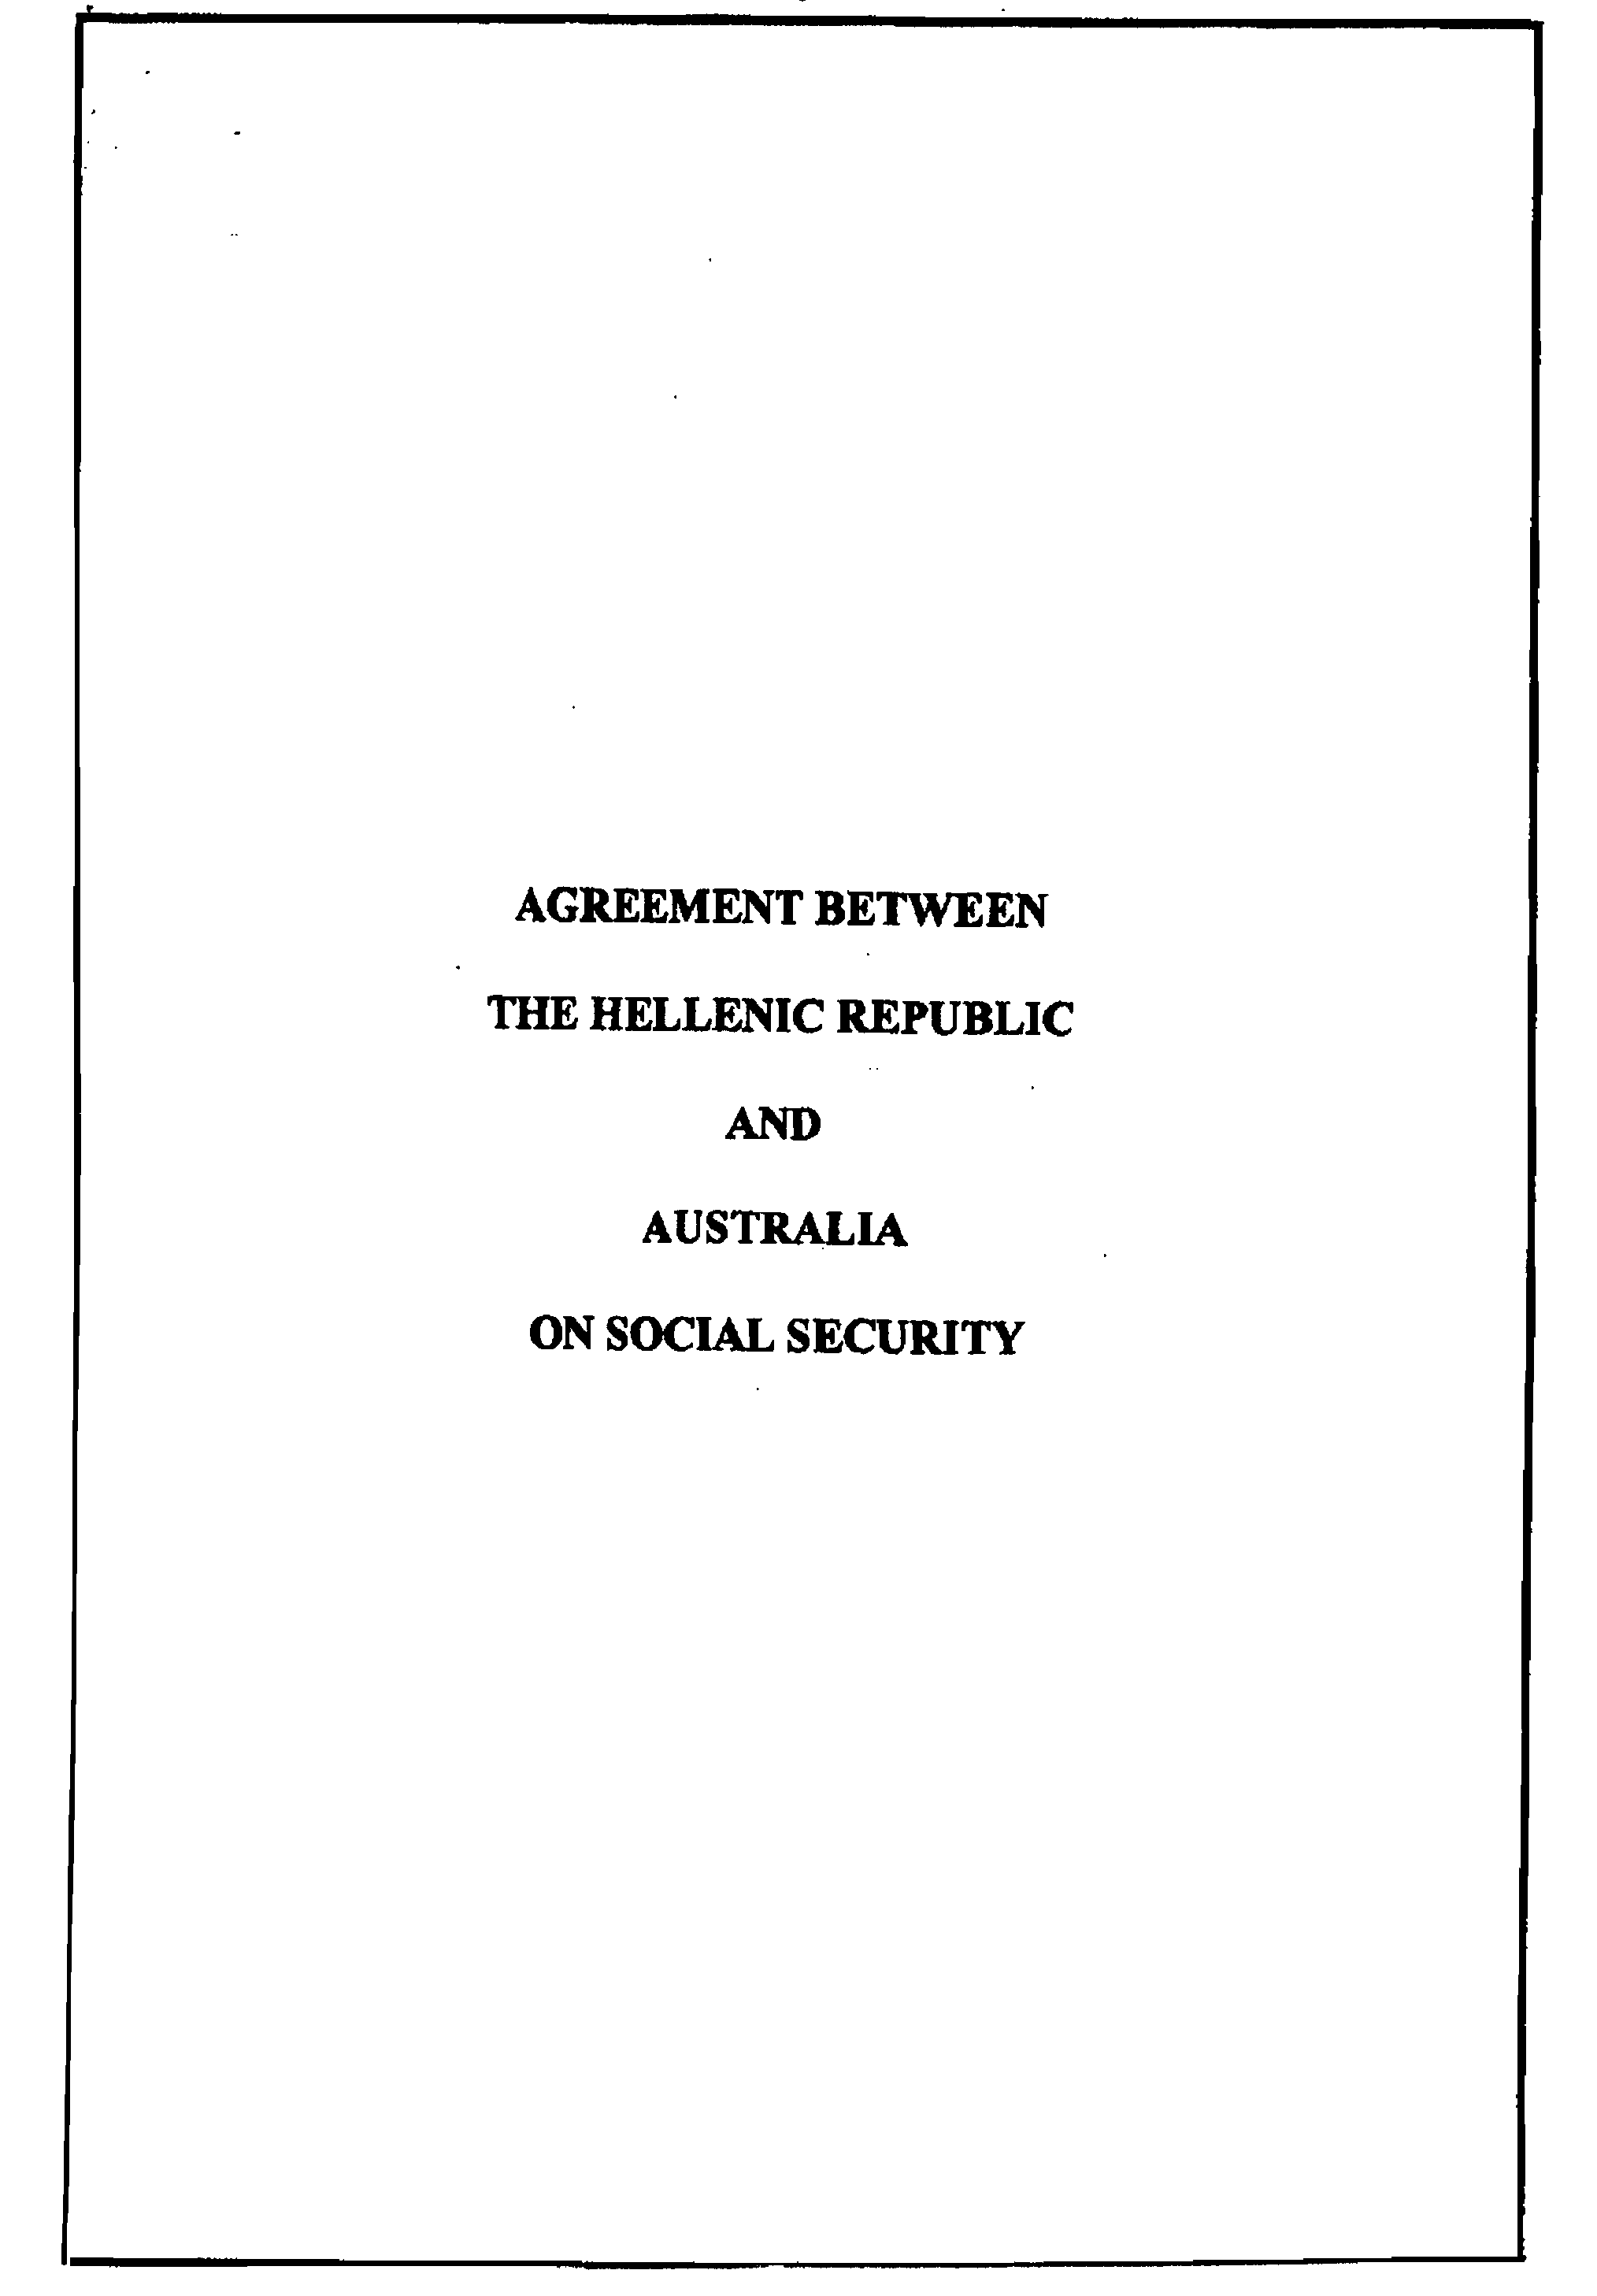 AGREEMENT BETWEEN
THE HELLENIC REPUBLIC
AND
AUSTRALIA
ON SOCIAL SECURITY